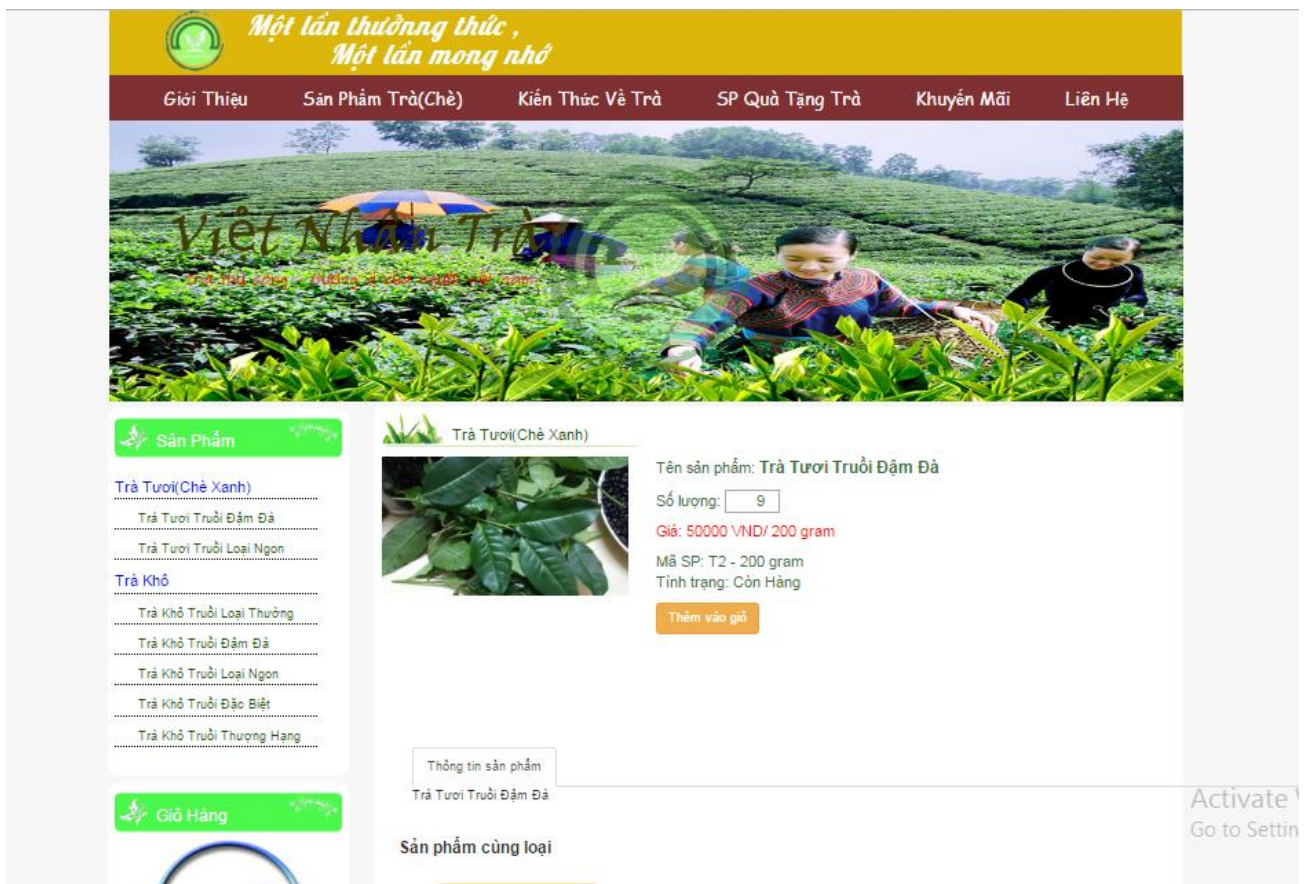 Một lần thưởnng thức ,
Một lần mong nhớ
Giới Thiệu Sản Phẩm Trà(Chè) Kiến Thức Về Trà SP Quà Tặng Trà Khuyến Mãi Liên Hệ
Việt Nhân Trà
Sản Phẩm
Trà Tươi(Chè Xanh)
Trà Tươi Truồi Đậm Đà
Trà Tươi Truồi Loại Ngon
Trà Khô
Trà Khô Truồi Loại Thường
Trà Khô Truồi Đậm Đà
Trà Khô Truồi Loại Ngon
Trà Khô Truồi Đặc Biệt
Trà Khô Truồi Thượng Hạng
Giỏ Hàng
Trà Tươi(Chè Xanh)
Tên sản phẩm: Trà Tươi Truồi Đậm Đà
Số lượng: 9
Giá: 50000 VND/ 200 gram
Mã SP: T2 - 200 gram
Tình trạng: Còn Hàng
Thêm vào giỏ
Thông tin sản phẩm
Trà Tươi Truồi Đậm Đà
Sản phẩm cùng loại
Activate
Go to Settin